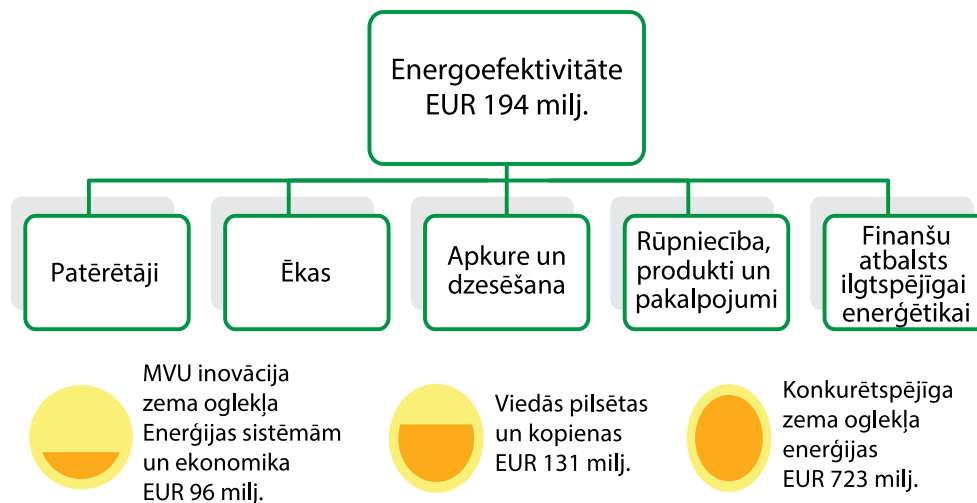 Energoefektivitāte
EUR 194 milj.
Patērētāji
Ēkas
Apkure un
dzesēšana
Rūpniecība,
produkti un
pakalpojumi
Finanšu
atbalsts
ilgtspējīgai
enerģētikai
MVU inovācija
zema oglekļa
Enerģijas sistēmām
un ekonomika
EUR 96 milj.
Viedās pilsētas
un kopienas
EUR 131 milj.
Konkurētspējīga
zema oglekļa
enerģijas
EUR 723 milj.